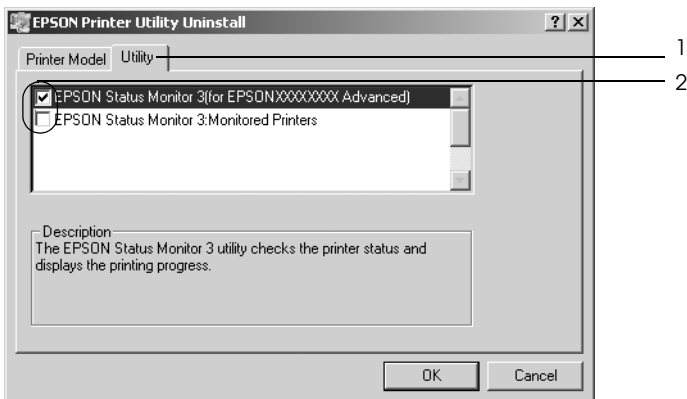 EPSON Printer Utility Uninstall
Printer Model Utility 1
2
EPSON Status Monitor 3(for EPSONXXXXXXXX Advanced)
EPSON Status Monitor 3:Monitored Printers
Description
The EPSON Status Monitor 3 utility checks the printer status and
displays the printing progress.
OK Cancel